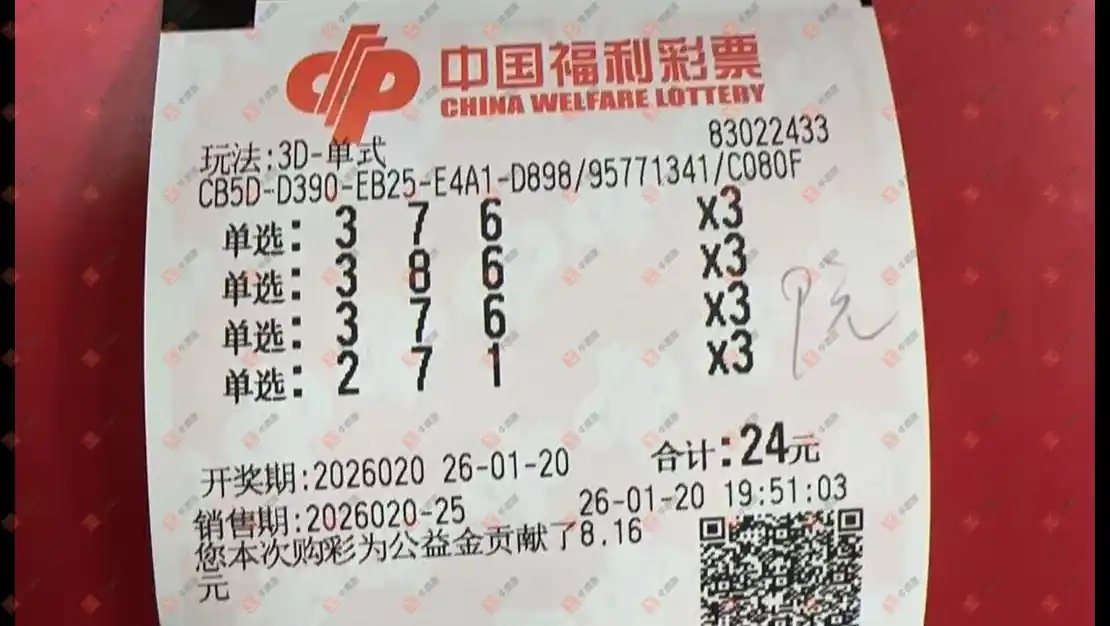 中国福利彩票
CHINA WELFARE LOTTERY
83022433
玩法:3D-单式
CB5D-D390-EB25-E4A1-D898/95771341/C080F
单选: 3 7 6 x3
单选: 3 8 6 x3
单选: 3 7 6 x3
单选: 2 7 1 x3
合计:24元
开奖期:2026020 26-01-20
销售期:2026020-25 26-01-20 19:51:03
您本次购彩为公益金贡献了8.16
元